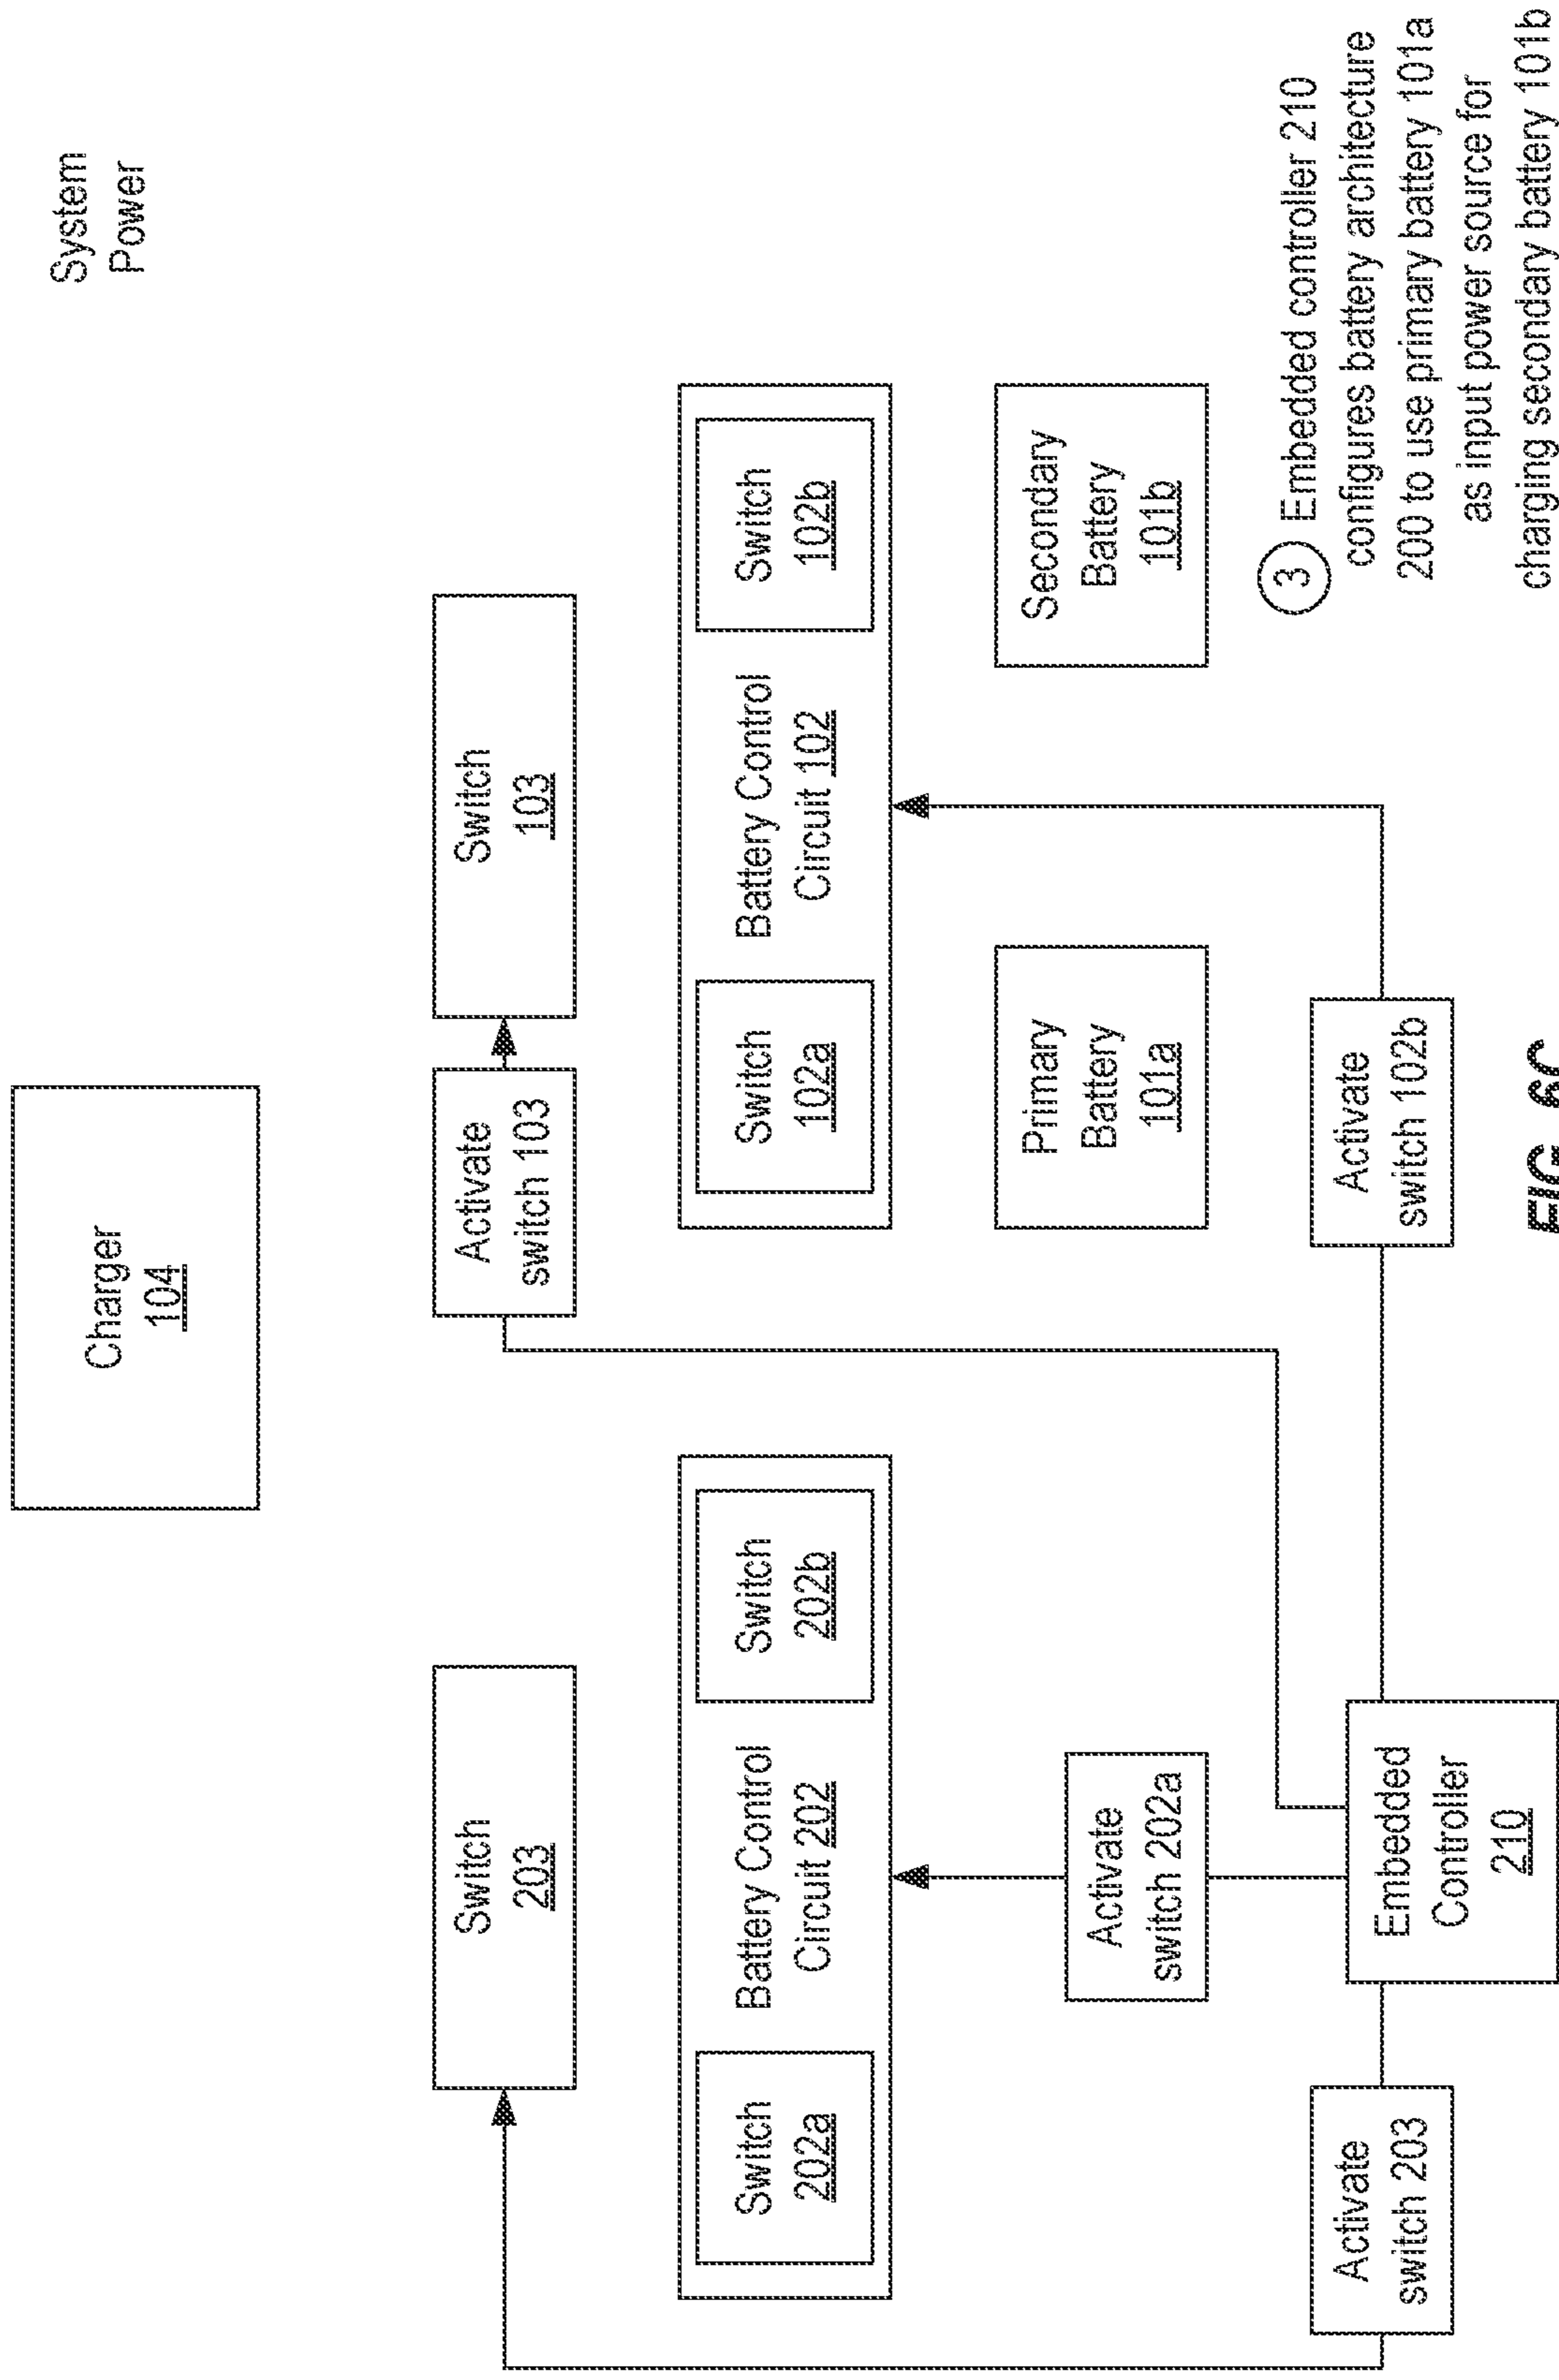 System
Power
Charger
104
Switch
203
Activate
switch 103
Switch
103
Switch
202a
Battery Control
Circuit 202
Switch
202b
Switch
102a
Battery Control
Circuit 102
Switch
102b
Activate
switch 202a
Primary
Battery
101a
Secondary
Battery
101b
Activate
switch 203
Embedded
Controller
210
Activate
switch 102b
3 Embedded controller 210
configures battery architecture
200 to use primary battery 101a
as input power source for
charging secondary battery 101b
FIG. 6C